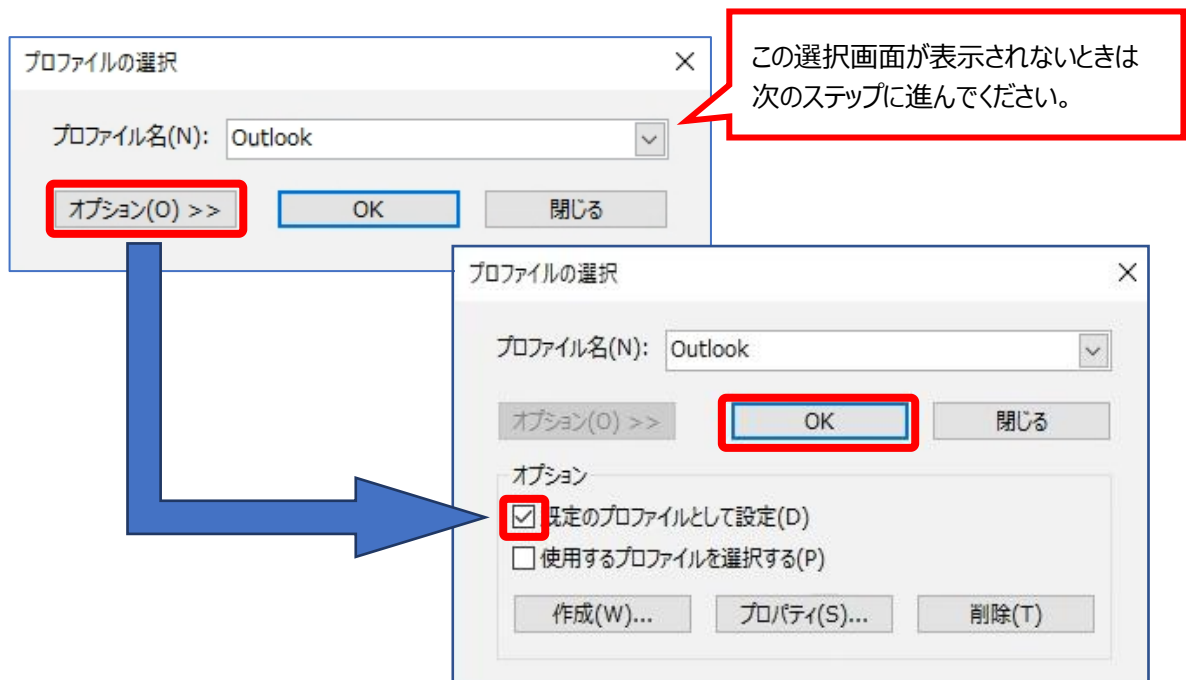 プロファイルの選択
プロファイル名(N): Outlook
オプション(O) >> OK 閉じる
この選択画面が表示されないときは
次のステップに進んでください。
プロファイルの選択
プロファイル名(N): Outlook
オプション(O) >> OK 閉じる
オプション
既定のプロファイルとして設定(D)
使用するプロファイルを選択する(P)
作成(W)... プロパティ(S)... 削除(T)